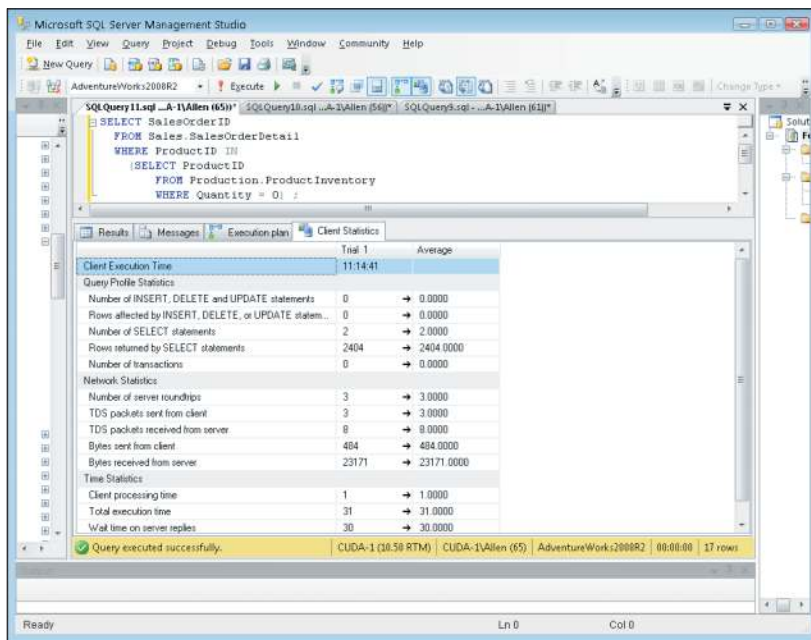 Microsoft SQL Server Management Studio
File Edit View Query Project Debug Tools Window Community Help
New Query
AdventureWorks2008R2 Execute Change Type
SQLQuery11.sql ...A-1\Allen (65))* SQLQuery10.sql ...A-1\Allen (56))* SQLQuery9.sql - ...A-1\Allen (61))*
SELECT SalesOrderID
FROM Sales.SalesOrderDetail
WHERE ProductID IN
(SELECT ProductID
FROM Production.ProductInventory
WHERE Quantity = 0) ;
Solut
Results Messages Execution plan Client Statistics
Trial 1 Average
Client Execution Time 11:14:41
Query Profile Statistics
Number of INSERT, DELETE and UPDATE statements 0 → 0.0000
Rows affected by INSERT, DELETE, or UPDATE statem... 0 → 0.0000
Number of SELECT statements 2 → 2.0000
Rows returned by SELECT statements 2404 → 2404.0000
Number of transactions 0 → 0.0000
Network Statistics
Number of server roundtrips 3 → 3.0000
TDS packets sent from client 3 → 3.0000
TDS packets received from server 8 → 8.0000
Bytes sent from client 484 → 484.0000
Bytes received from server 23171 → 23171.0000
Time Statistics
Client processing time 1 → 1.0000
Total execution time 31 → 31.0000
Wait time on server replies 30 → 30.0000
Query executed successfully. CUDA-1 (10.50 RTM) CUDA-1\Allen (65) AdventureWorks2008R2 00:00:00 17 rows
Ready Ln 0 Col 0